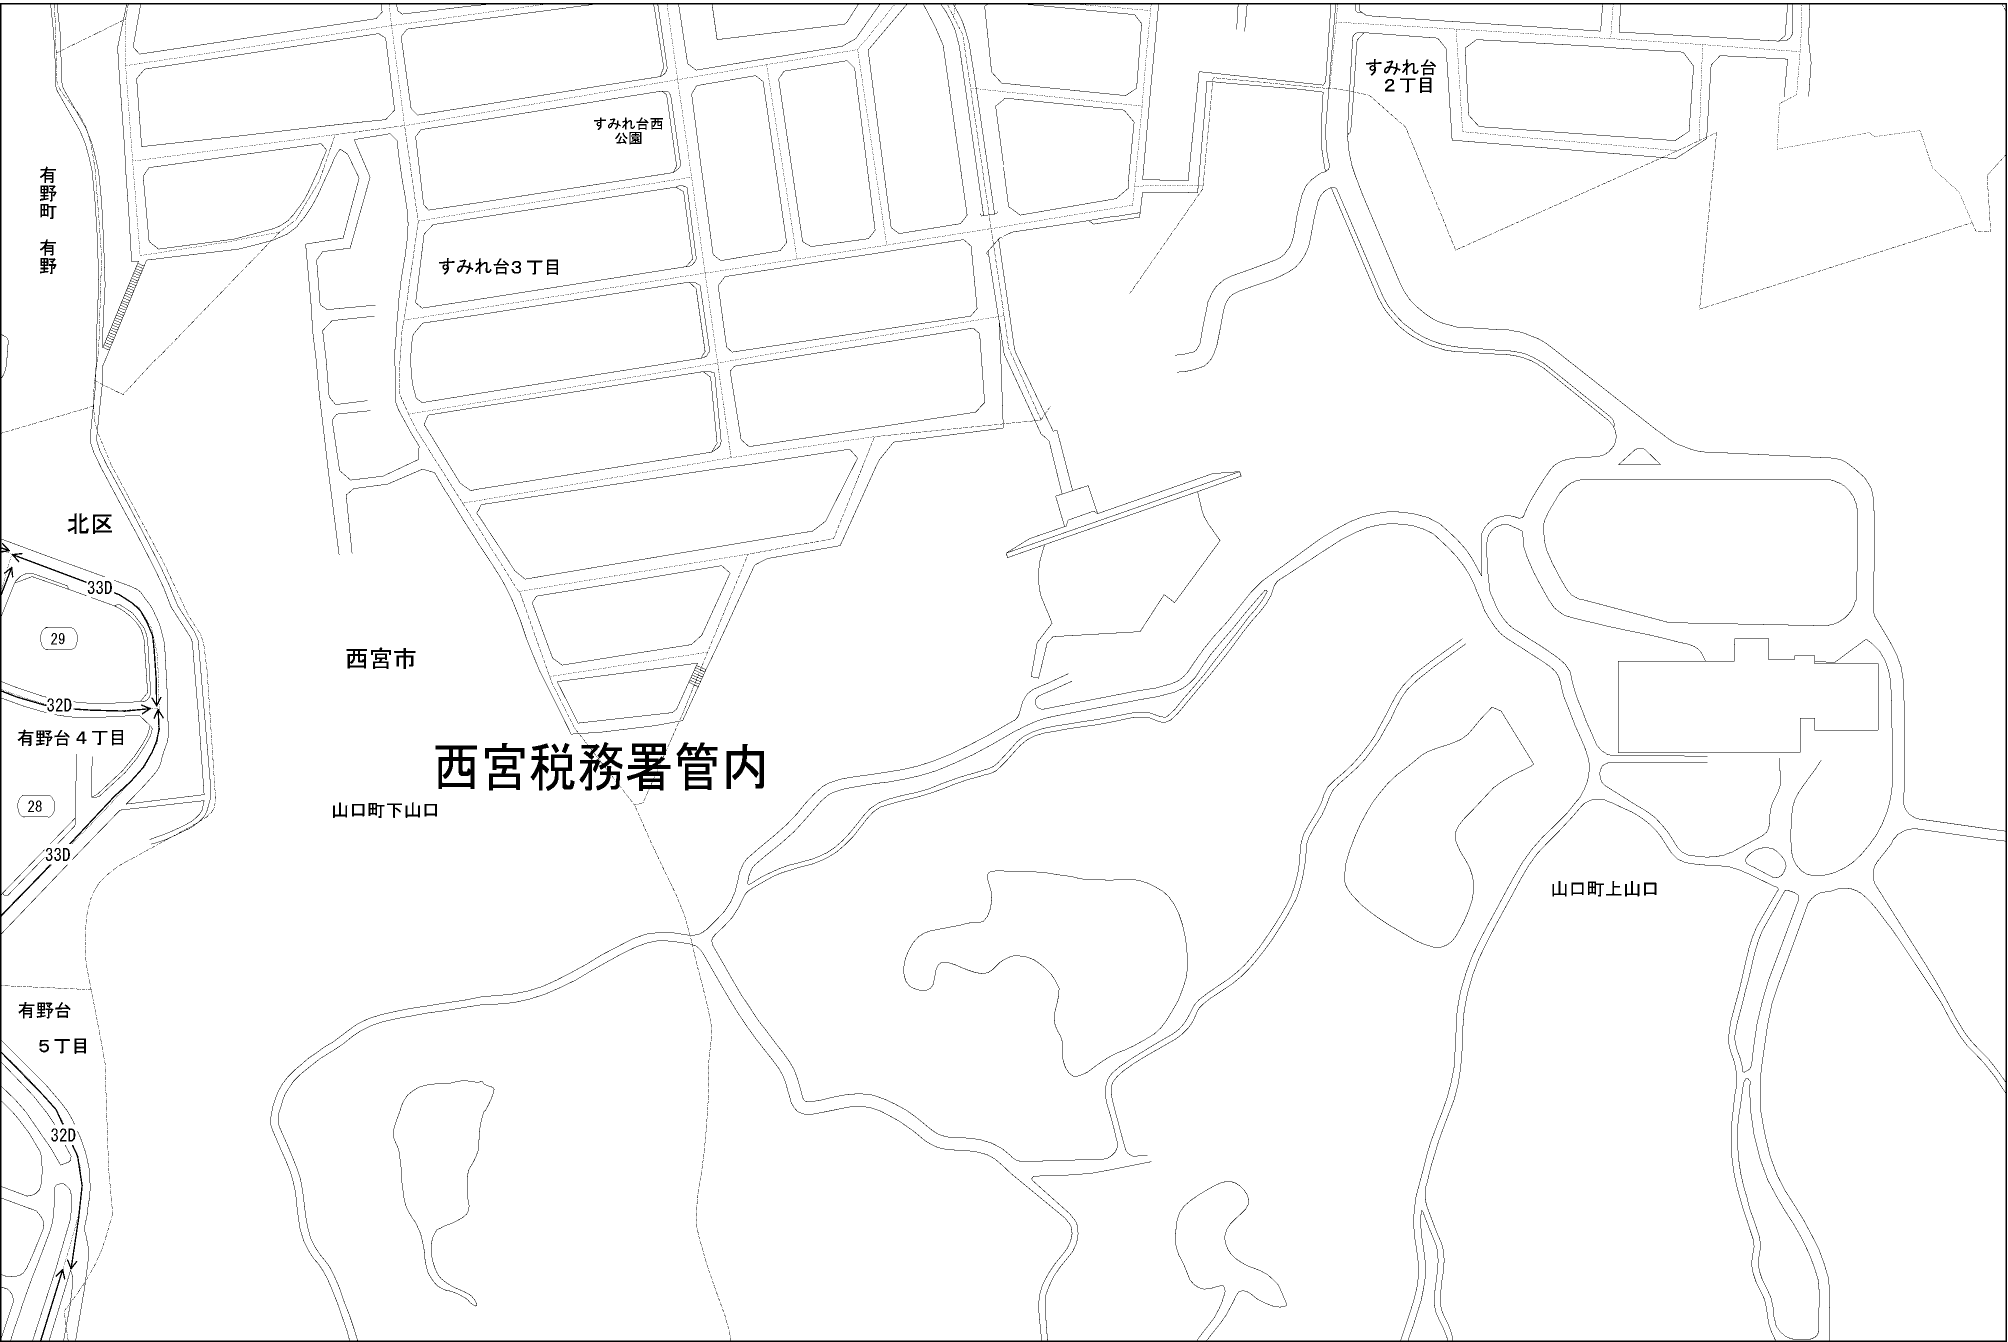 すみれ台
2丁目
すみれ台西
公園
有野町 有野
すみれ台3丁目
北区
33D
29
西宮市
32D
有野台4丁目
西宮税務署管内
28
山口町下山口
33D
山口町上山口
有野台
5丁目
32D